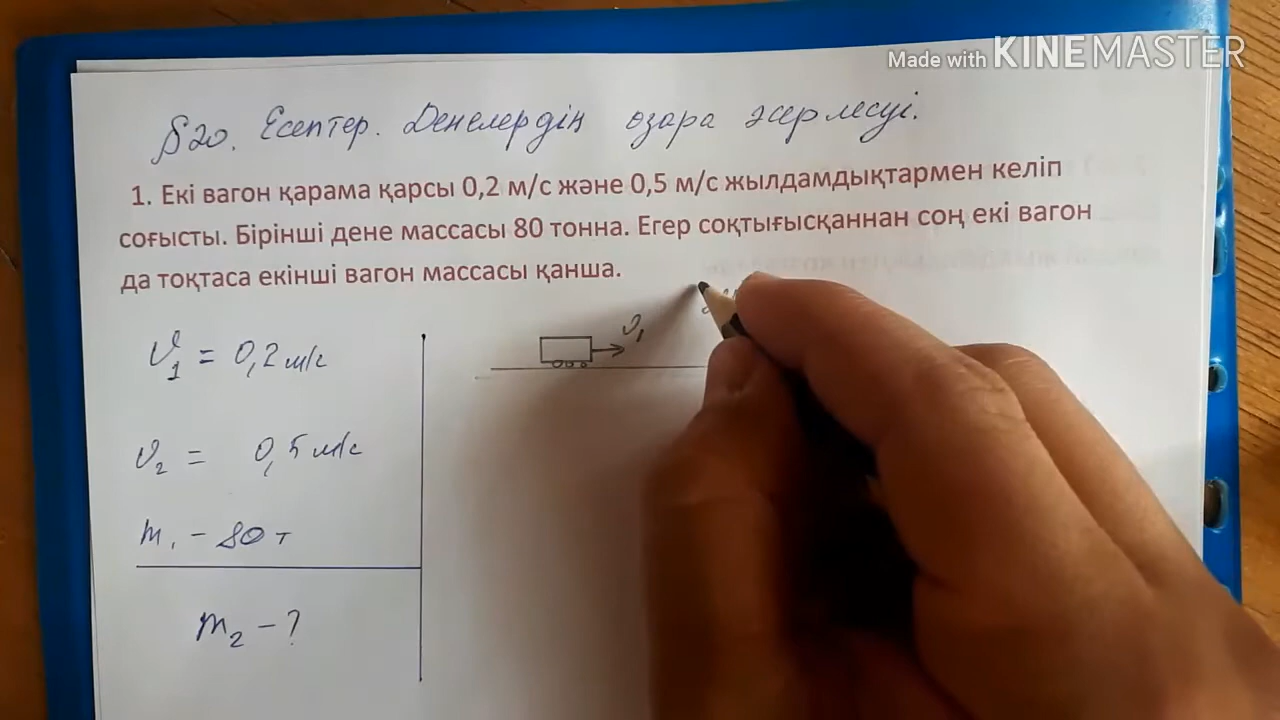 Made with KINEMASTER
§20. Есептер. Денелердің өзара әсерлесуі.
1. Екі вагон қарама қарсы 0,2 м/с және 0,5 м/с жылдамдықтармен келіп
соғысты. Бірінші дене массасы 80 тонна. Егер соқтығысқаннан соң екі вагон
да тоқтаса екінші вагон массасы қанша.
υ₁ = 0,2 м/с
υ₁
υ₂ = 0,5 м/с
m₁ - 80 т
m₂ - ?